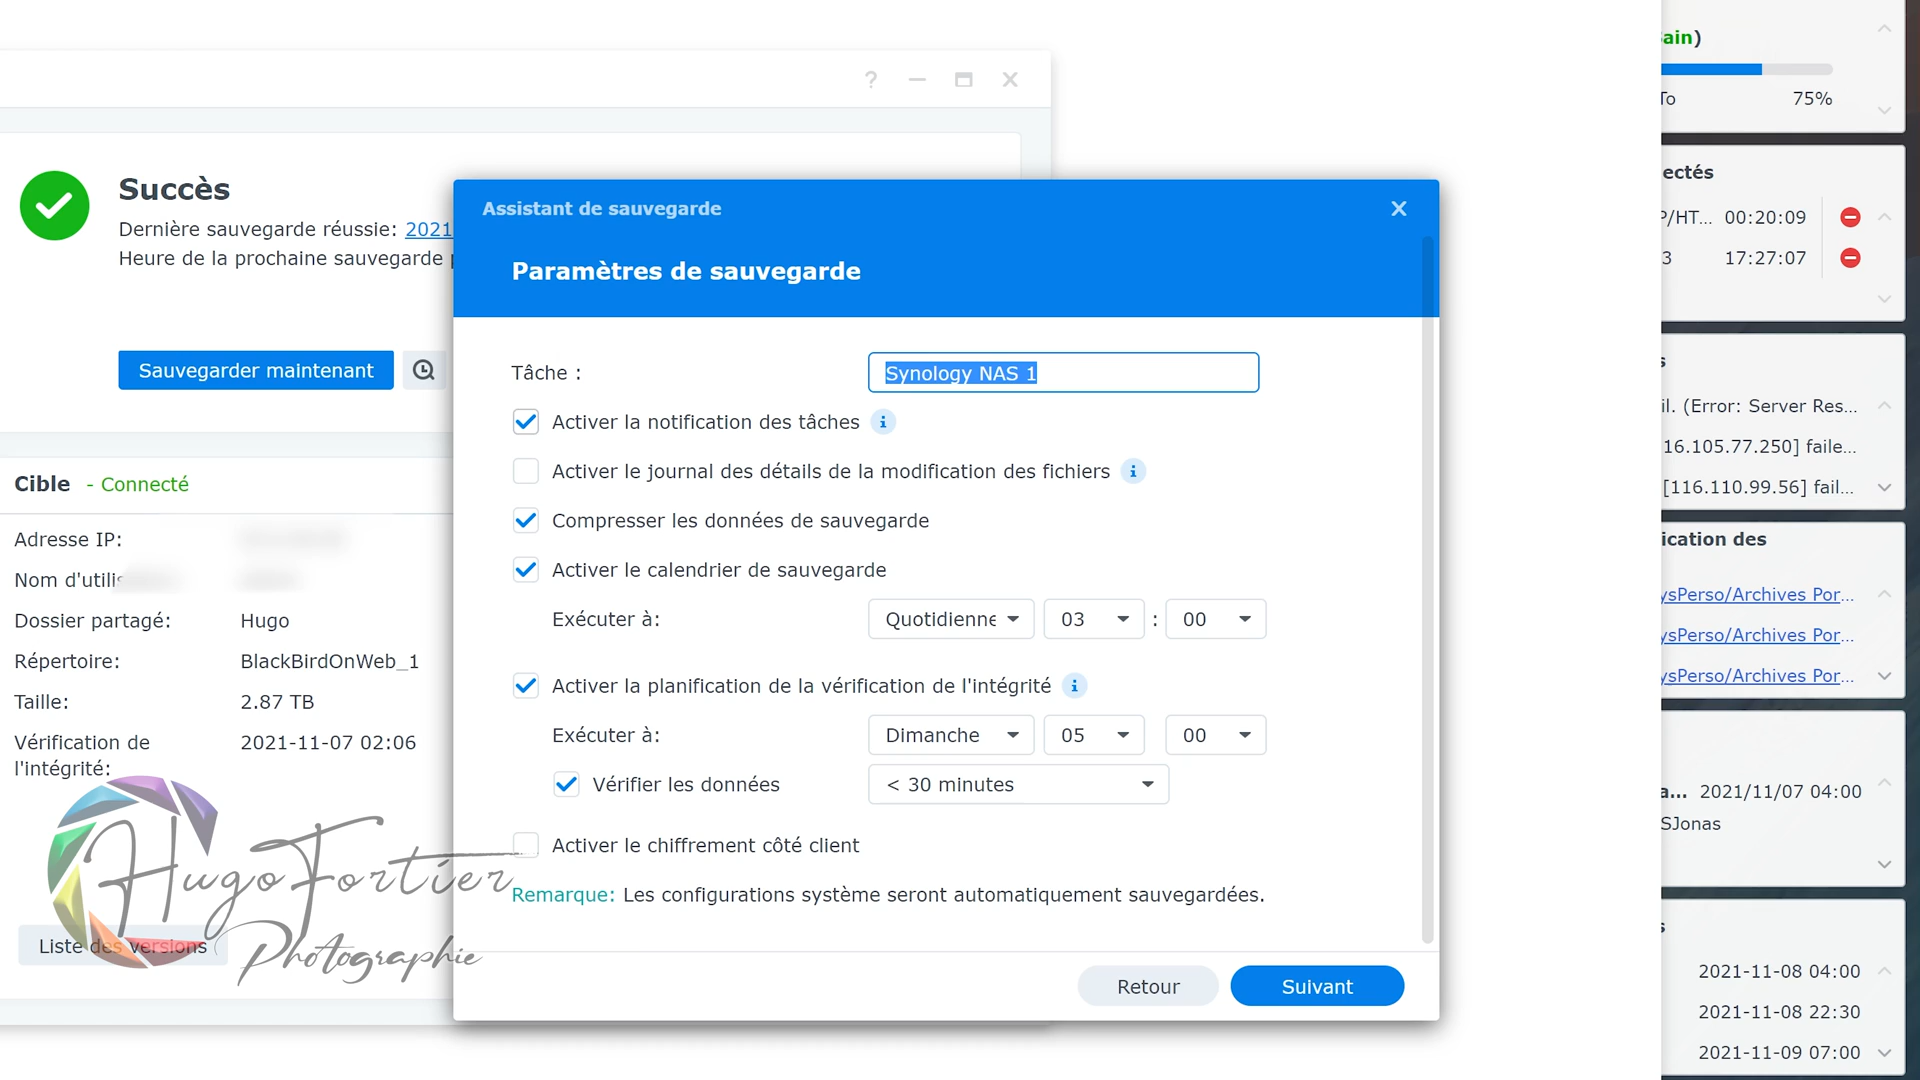 Succès
Dernière sauvegarde réussie: 2021
Heure de la prochaine sauvegarde
Sauvegarder maintenant
Cible - Connecté
Adresse IP:
Nom d'utilis
Dossier partagé: Hugo
Répertoire: BlackBirdOnWeb_1
Taille: 2.87 TB
Vérification de l'intégrité: 2021-11-07 02:06
Liste des versions
HugoFortier
Photographie
Assistant de sauvegarde
Paramètres de sauvegarde
Tâche : Synology NAS 1
Activer la notification des tâches
Activer le journal des détails de la modification des fichiers
Compresser les données de sauvegarde
Activer le calendrier de sauvegarde
Exécuter à: Quotidienne 03 : 00
Activer la planification de la vérification de l'intégrité
Exécuter à: Dimanche 05 00
Vérifier les données < 30 minutes
Activer le chiffrement côté client
Remarque: Les configurations système seront automatiquement sauvegardées.
Retour Suivant
ain)
To 75%
ectés
P/HT... 00:20:09
3 17:27:07
s
il. (Error: Server Res...
16.105.77.250] faile...
[116.110.99.56] fail...
ication des
ysPerso/Archives Por...
ysPerso/Archives Por...
ysPerso/Archives Por...
a... 2021/11/07 04:00
SJonas
s
2021-11-08 04:00
2021-11-08 22:30
2021-11-09 07:00